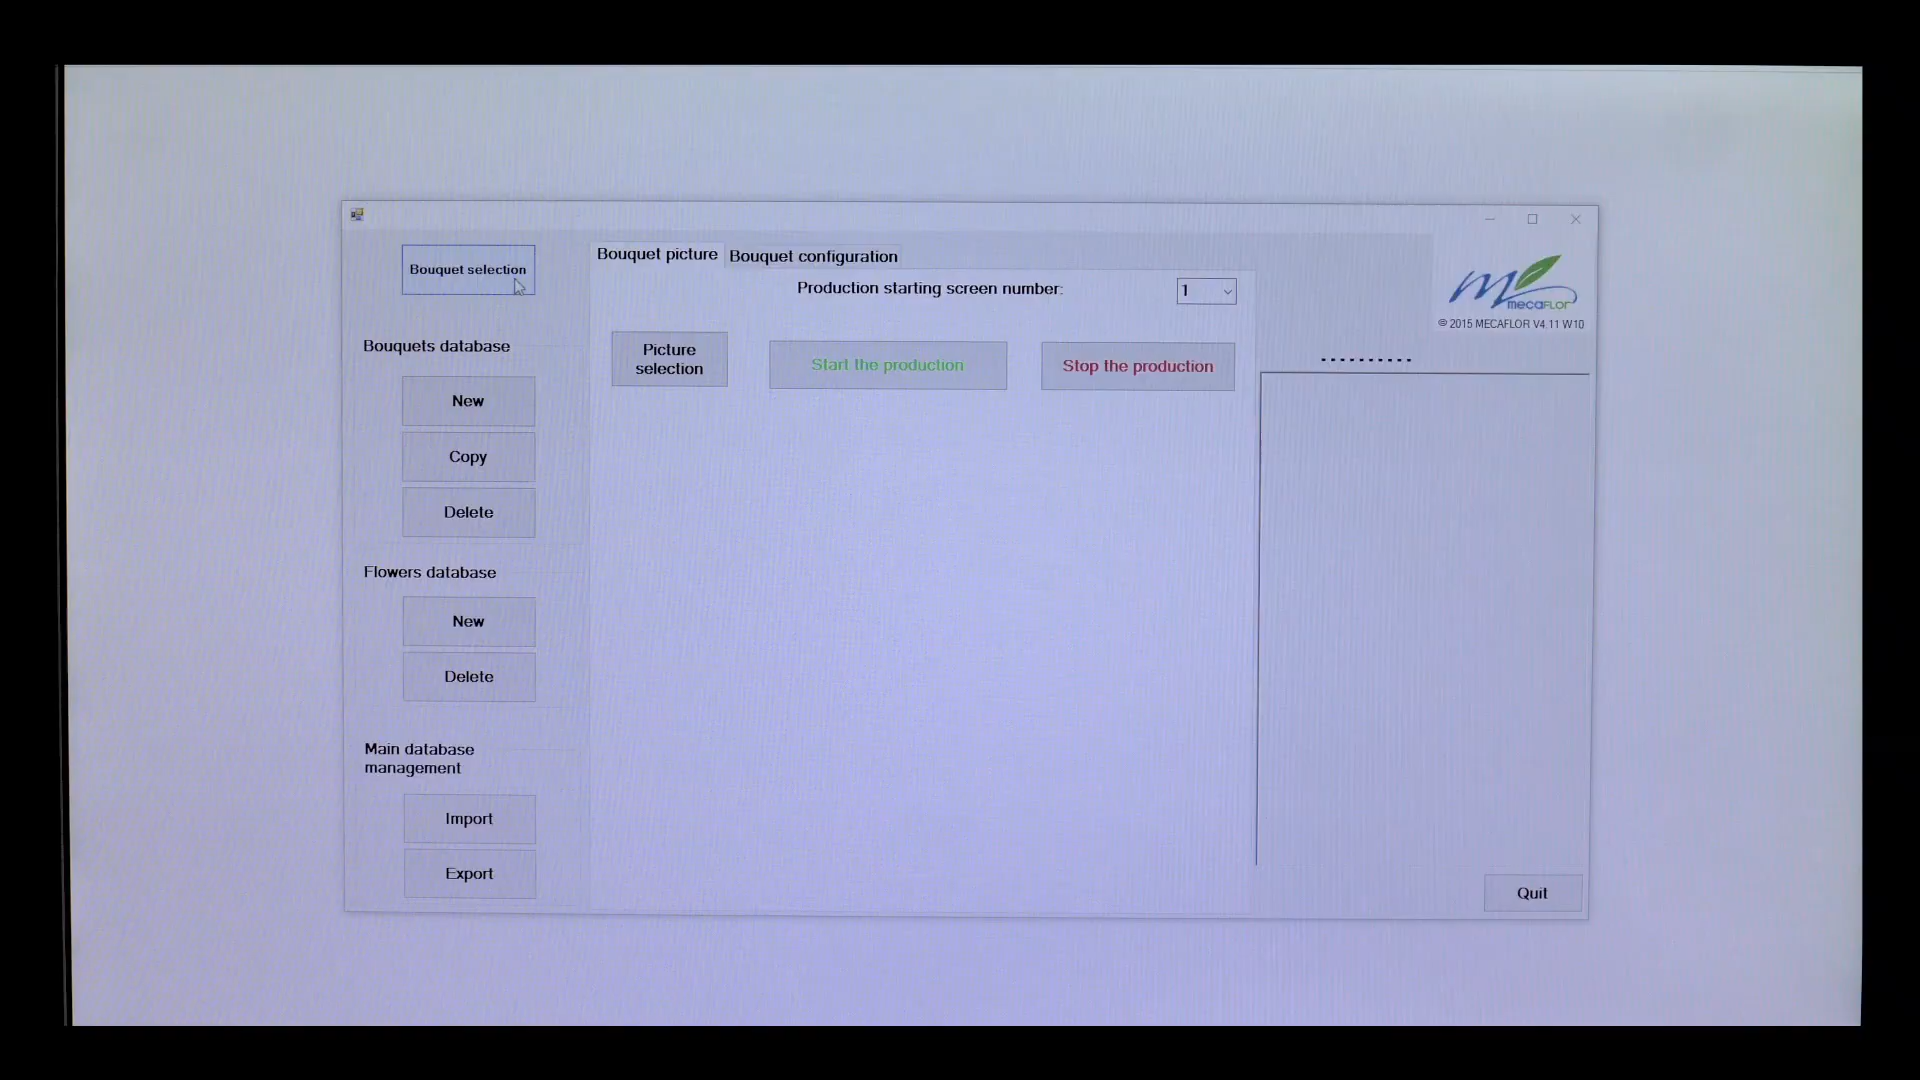 Bouquet selection
Bouquets database
New
Copy
Delete
Flowers database
New
Delete
Main database
management
Import
Export
Bouquet picture
Bouquet configuration
Production starting screen number:
1
Picture
selection
Start the production
Stop the production
mecaflor
© 2015 MECAFLOR V4.11 W10
..........
Quit